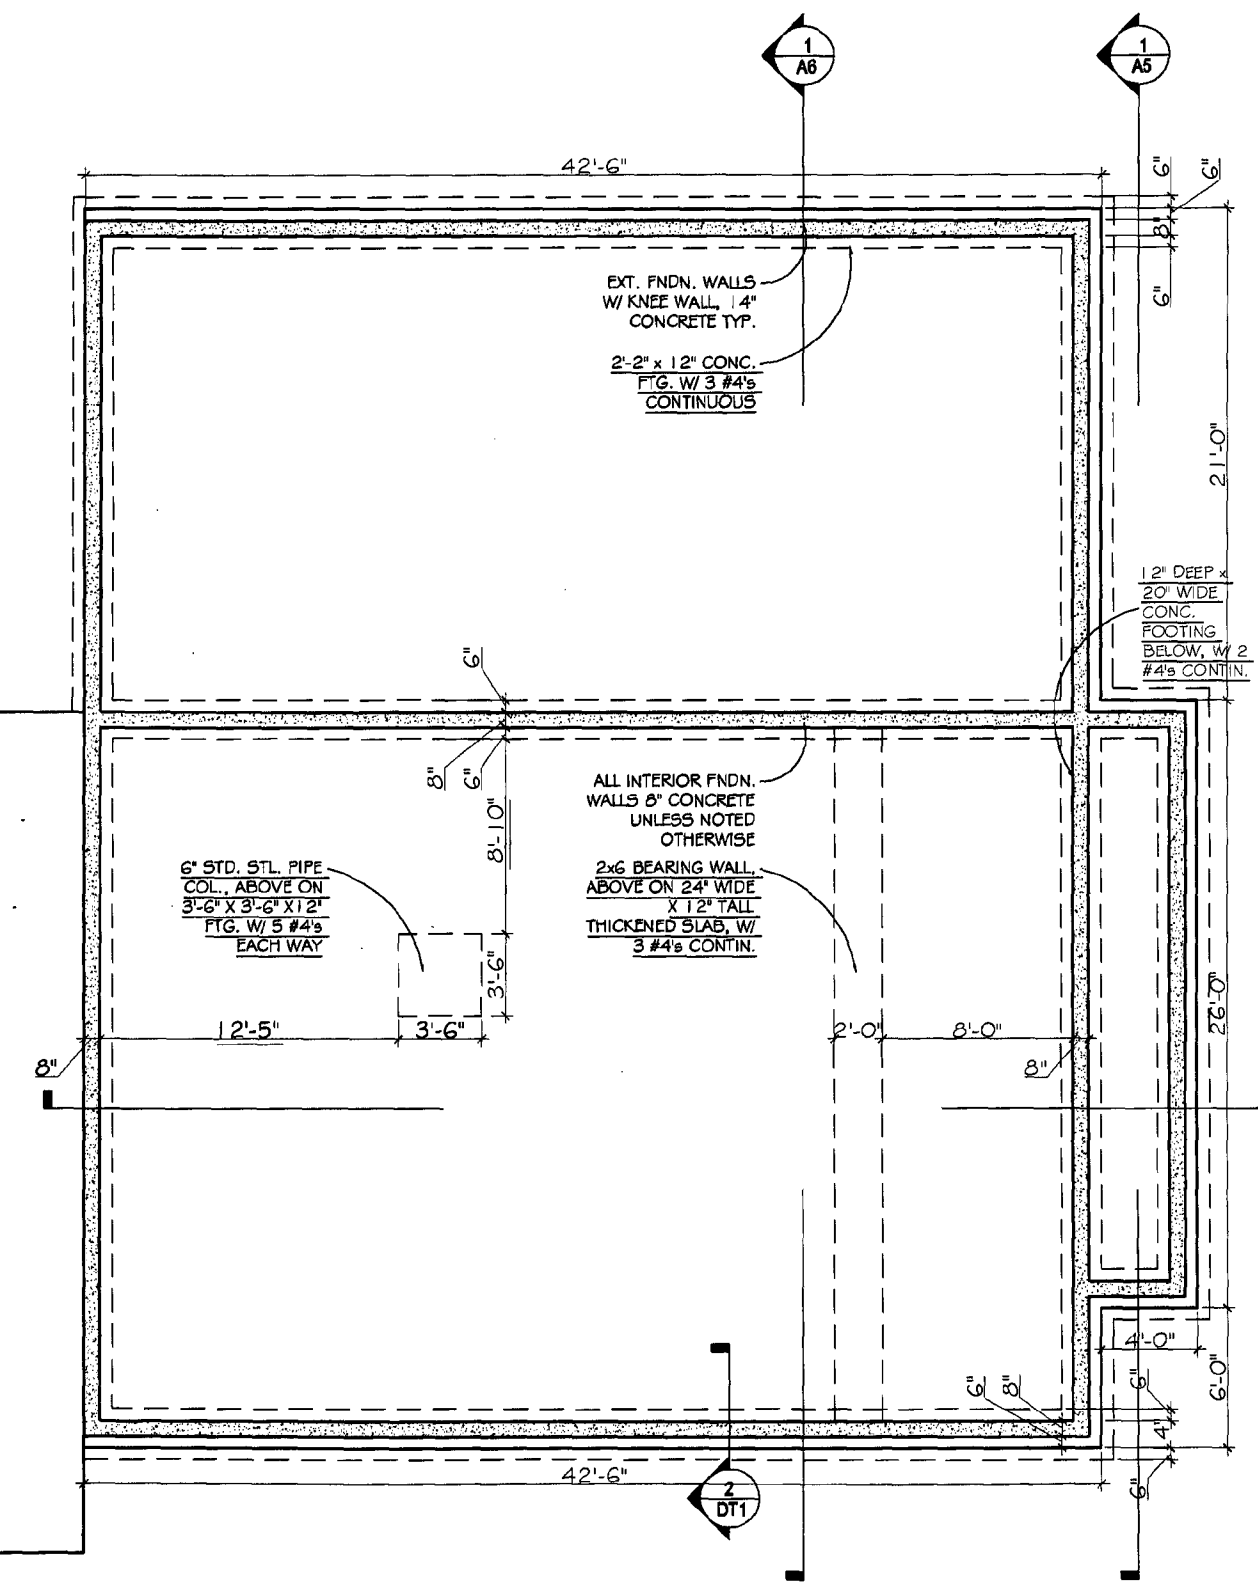 1
A6
1
A5
42'-6"
6"
6"
8"
6"
EXT. FNDN. WALLS
W/ KNEE WALL, 14"
CONCRETE TYP.
2'-2" x 12" CONC.
FTG. W/ 3 #4's
CONTINUOUS
21'-0"
12" DEEP x
20" WIDE
CONC.
FOOTING
BELOW, W/ 2
#4's CONTIN.
6"
8"
6"
8'-10"
ALL INTERIOR FNDN.
WALLS 8" CONCRETE
UNLESS NOTED
OTHERWISE
6" STD. STL. PIPE
COL., ABOVE ON
3'-6" X 3'-6" X12"
FTG. W/ 5 #4's
EACH WAY
2x6 BEARING WALL,
ABOVE ON 24" WIDE
X 12" TALL
THICKENED SLAB, W/
3 #4's CONTIN.
3'-6"
26'-0"
12'-5"
3'-6"
2'-0"
8'-0"
8"
8"
4'-0"
6"
8"
6"
6'-0"
4'
42'-6"
6"
2
DT1